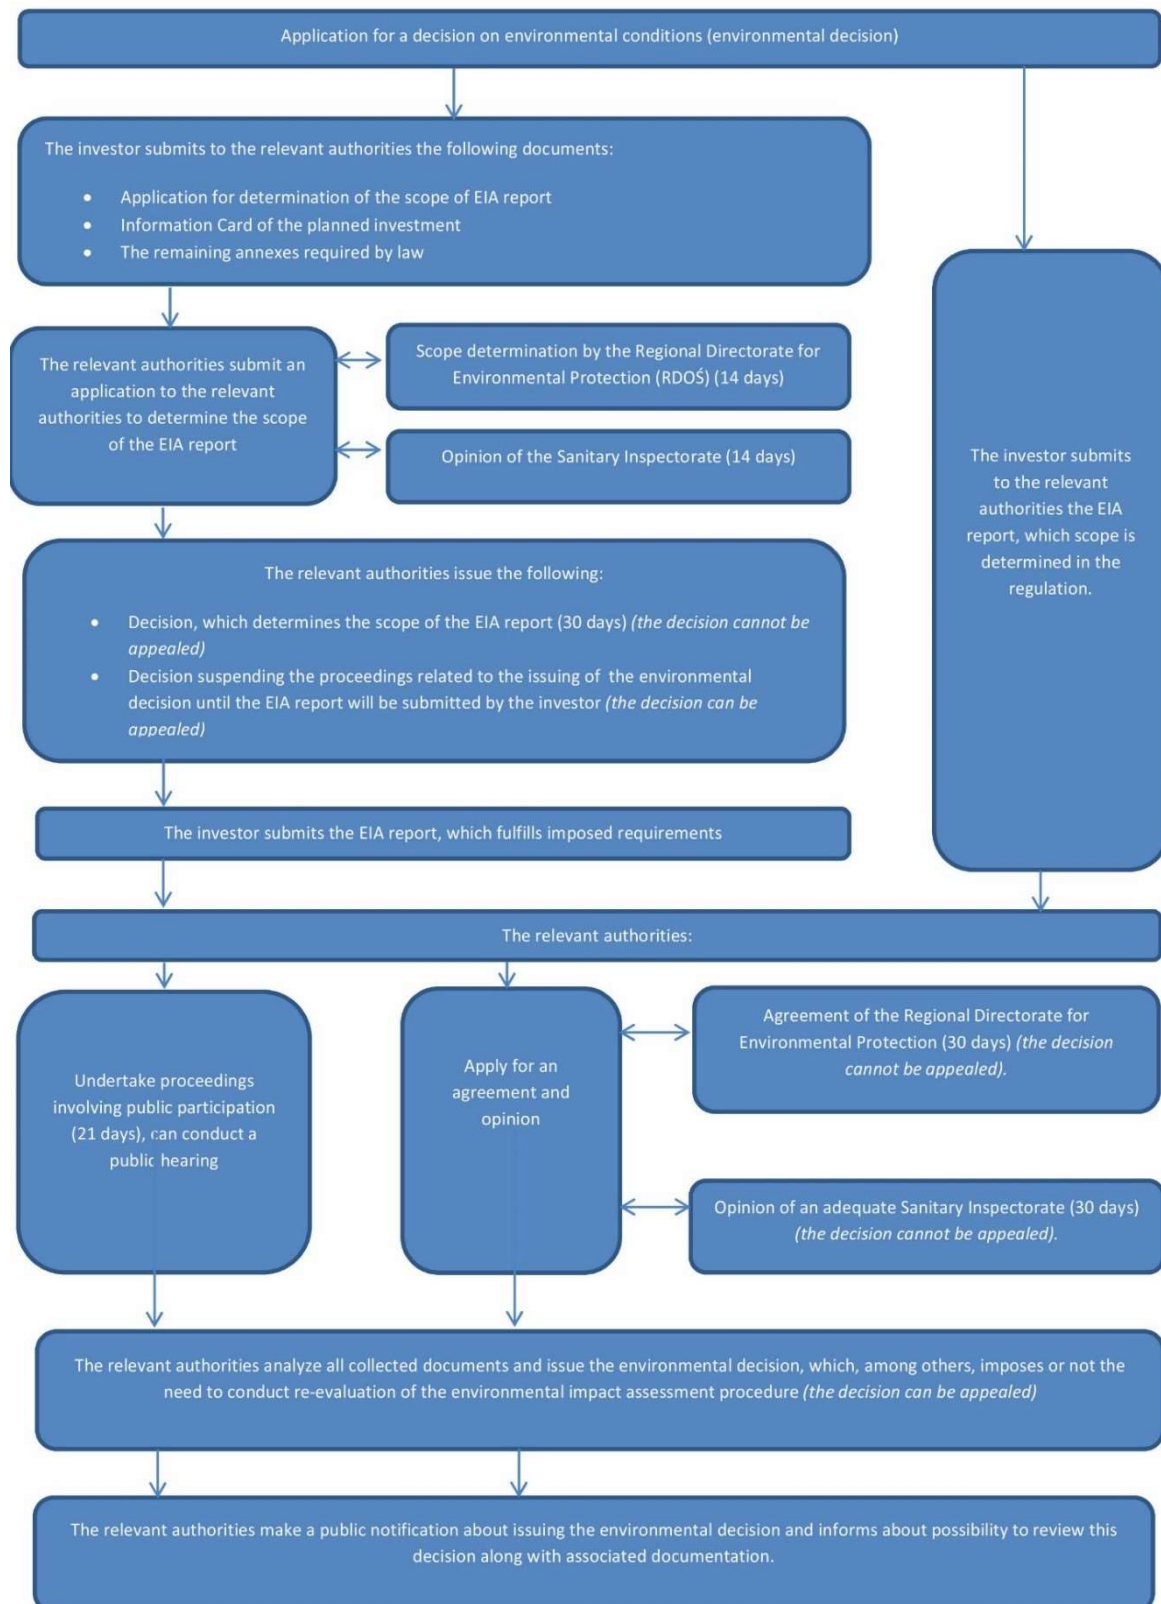 Application for a decision on environmental conditions (environmental decision)
The investor submits to the relevant authorities the following documents:
• Application for determination of the scope of EIA report
• Information Card of the planned investment
• The remaining annexes required by law
The relevant authorities submit an
application to the relevant
authorities to determine the scope
of the EIA report
Scope determination by the Regional Directorate for
Environmental Protection (RDOŚ) (14 days)
Opinion of the Sanitary Inspectorate (14 days)
The relevant authorities issue the following:
• Decision, which determines the scope of the EIA report (30 days) (the decision cannot be
appealed)
• Decision suspending the proceedings related to the issuing of the environmental
decision until the EIA report will be submitted by the investor (the decision can be
appealed)
The investor submits the EIA report, which fulfills imposed requirements
The investor submits
to the relevant
authorities the EIA
report, which scope is
determined in the
regulation.
The relevant authorities:
Undertake proceedings
involving public participation
(21 days), can conduct a
public hearing
Apply for an
agreement and
opinion
Agreement of the Regional Directorate for
Environmental Protection (30 days) (the decision
cannot be appealed).
Opinion of an adequate Sanitary Inspectorate (30 days)
(the decision cannot be appealed).
The relevant authorities analyze all collected documents and issue the environmental decision, which, among others, imposes or not the
need to conduct re-evaluation of the environmental impact assessment procedure (the decision can be appealed)
The relevant authorities make a public notification about issuing the environmental decision and informs about possibility to review this
decision along with associated documentation.